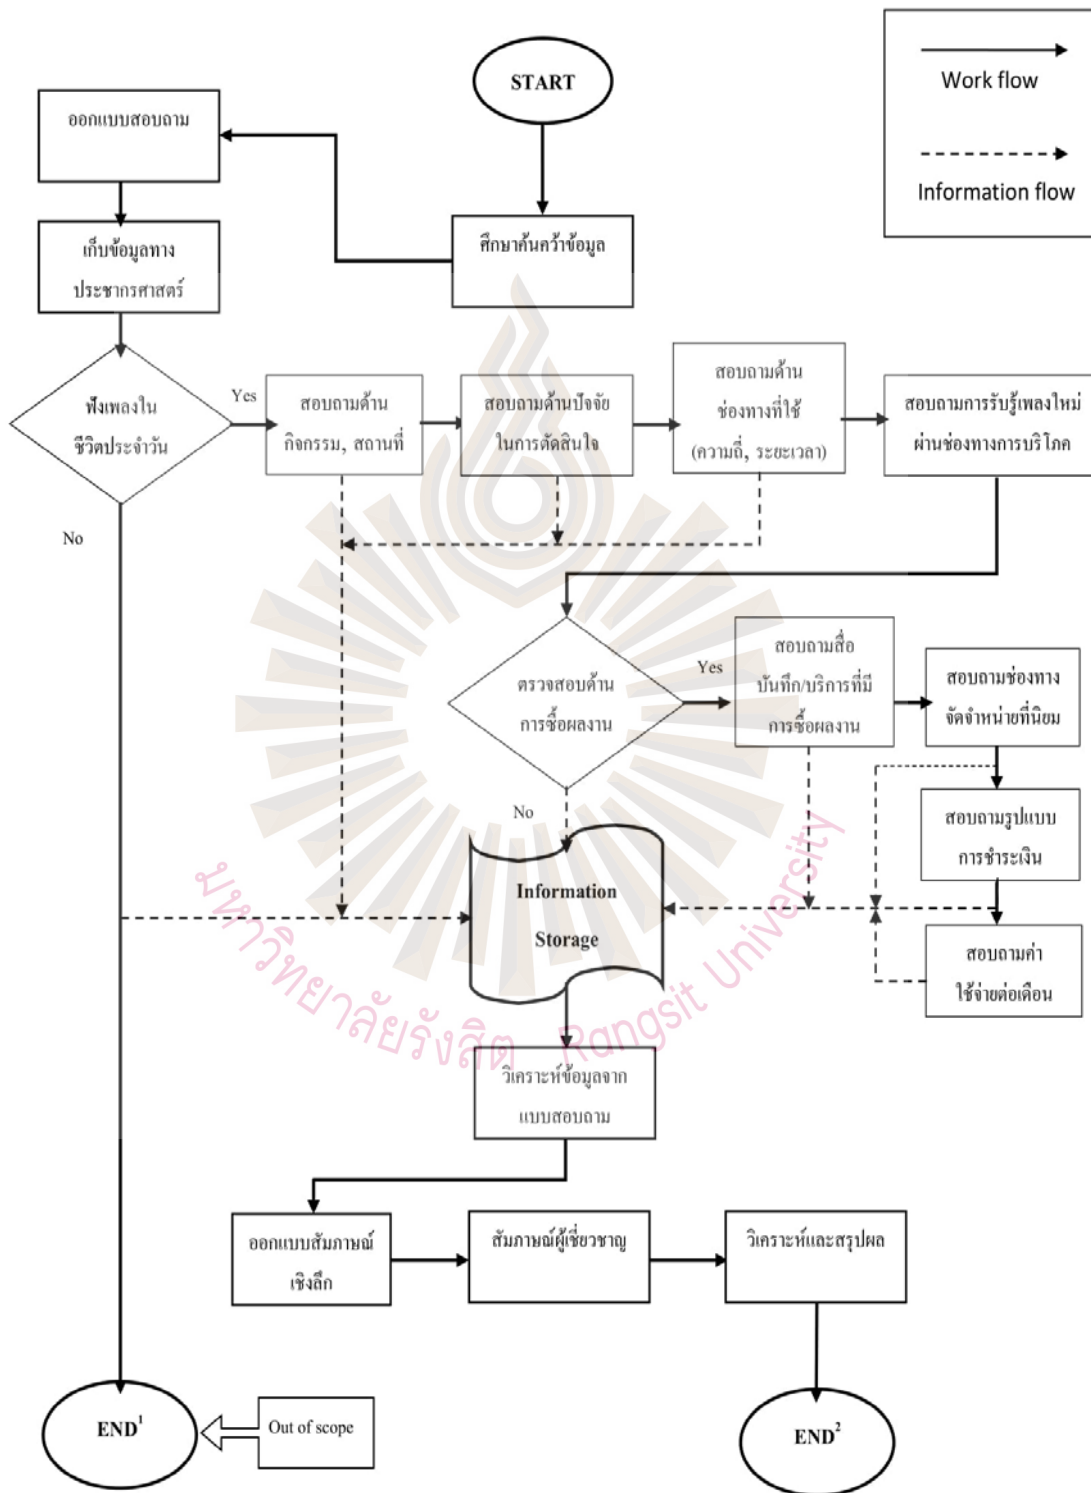 START
Work flow
Information flow
ออกแบบสอบถาม
ศึกษาค้นคว้าข้อมูล
เก็บข้อมูลทาง
ประชากรศาสตร์
ฟังเพลงใน
ชีวิตประจำวัน
Yes
No
สอบถามด้าน
กิจกรรม, สถานที่
สอบถามด้านปัจจัย
ในการตัดสินใจ
สอบถามด้าน
ช่องทางที่ใช้
(ความถี่, ระยะเวลา)
สอบถามการรับรู้เพลงใหม่
ผ่านช่องทางการบริโภค
ตรวจสอบด้าน
การซื้อผลงาน
Yes
No
สอบถามสื่อ
บันทึก/บริการที่มี
การซื้อผลงาน
สอบถามช่องทาง
จัดจำหน่ายที่นิยม
สอบถามรูปแบบ
การชำระเงิน
สอบถามค่า
ใช้จ่ายต่อเดือน
Information
Storage
มหาวิทยาลัยรังสิต Rangsit University
วิเคราะห์ข้อมูลจาก
แบบสอบถาม
ออกแบบสัมภาษณ์
เชิงลึก
สัมภาษณ์ผู้เชี่ยวชาญ
วิเคราะห์และสรุปผล
END¹
Out of scope
END²